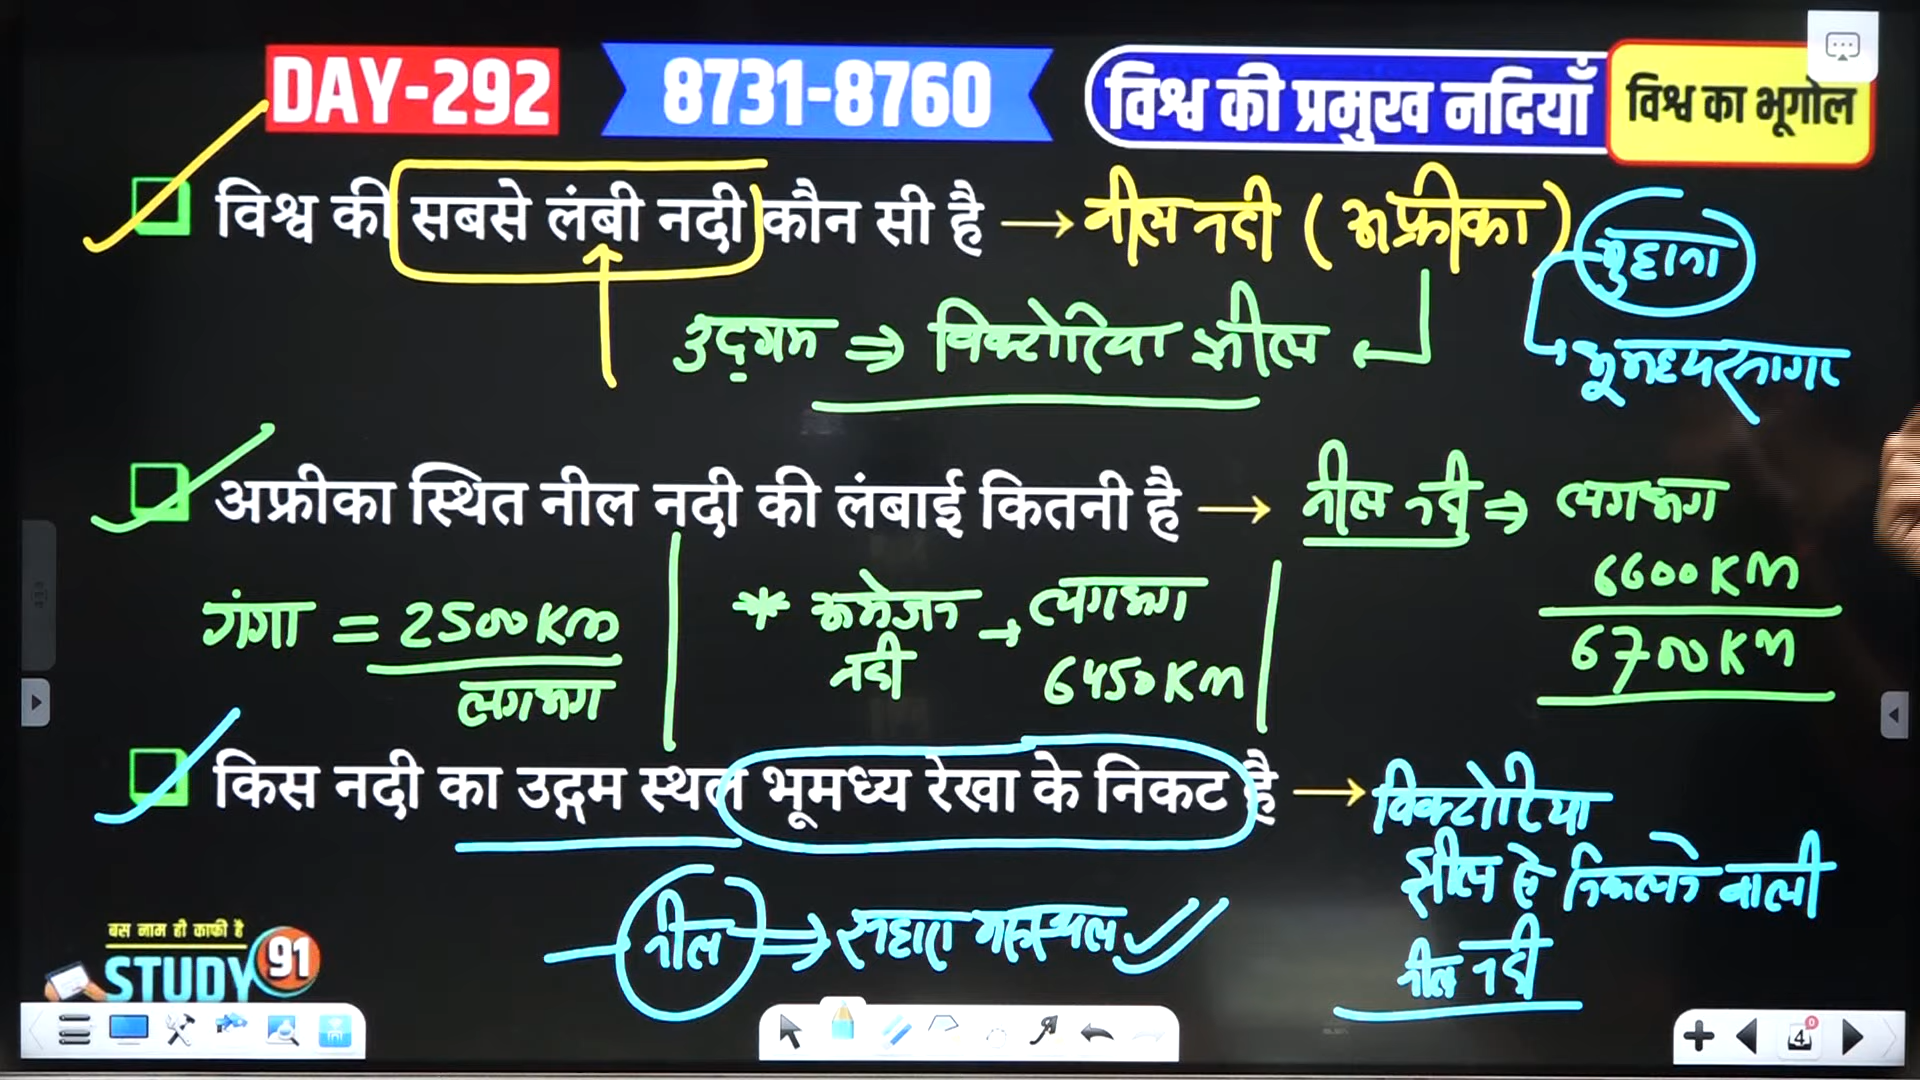 DAY-292 8731-8760 विश्व की प्रमुख नदियाँ विश्व का भूगोल
विश्व की सबसे लंबी नदी कौन सी है → नील नदी (अफ्रीका)
मुहाना
उद्गम ⇒ विक्टोरिया झील
भूमध्यसागर
अफ्रीका स्थित नील नदी की लंबाई कितनी है → नील नदी ⇒ लगभग
6600 KM
6700 KM
गंगा = 2500 KM
लगभग
* अमेजन → लगभग
नदी 6450 KM
किस नदी का उद्गम स्थल भूमध्य रेखा के निकट है → विक्टोरिया
झील से निकलने वाली
नील नदी
नील ⇒ सहारा मरुस्थल
बस नाम ही काफी है
STUDY 91
4
0